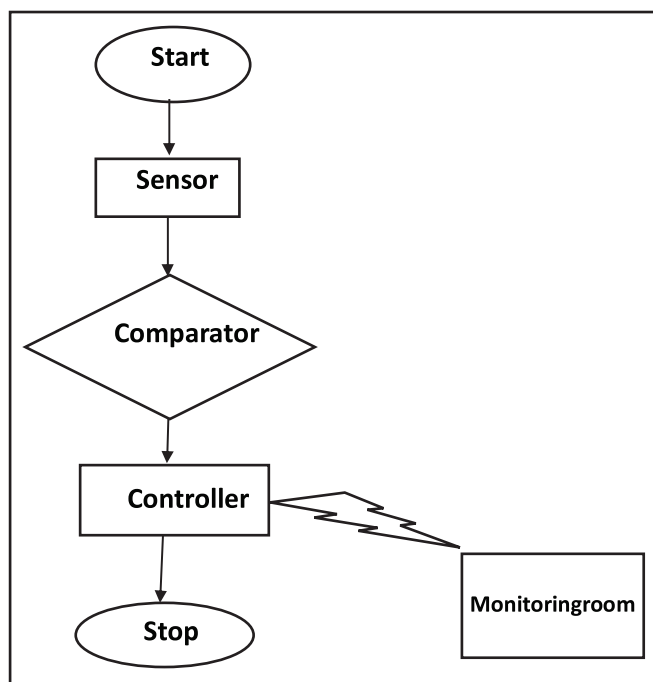 Start
Sensor
Comparator
Controller
Monitoringroom
Stop